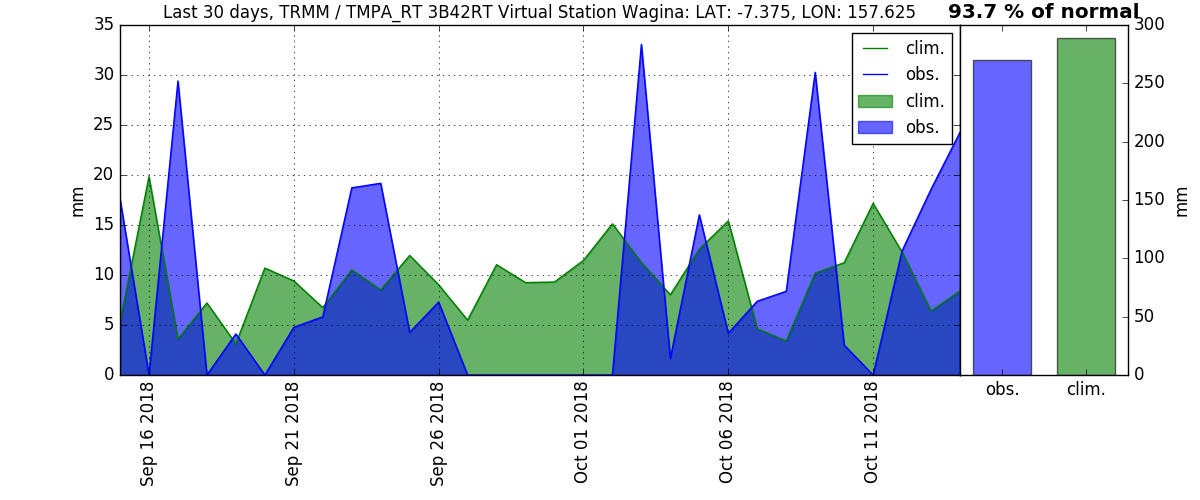 Last 30 days, TRMM / TMPA_RT 3B42RT Virtual Station Wagina: LAT: -7.375, LON: 157.625
93.7 % of normal
35
30
25
20
15
10
5
0
mm
clim.
obs.
clim.
obs.
Sep 16 2018
Sep 21 2018
Sep 26 2018
Oct 01 2018
Oct 06 2018
Oct 11 2018
obs.
clim.
300
250
200
150
100
50
0
mm